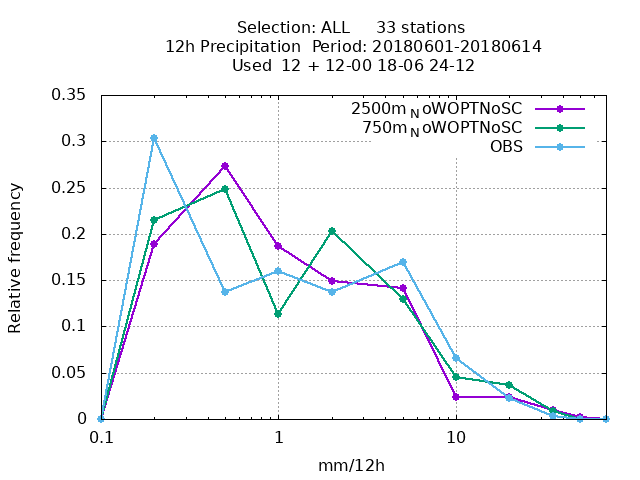 Selection: ALL 33 stations
12h Precipitation Period: 20180601-20180614
Used 12 + 12-00 18-06 24-12
2500m_NoWOPTNoSC
750m_NoWOPTNoSC
OBS
0.35
0.3
0.25
0.2
0.15
0.1
0.05
0
Relative frequency
0.1 1 10
mm/12h